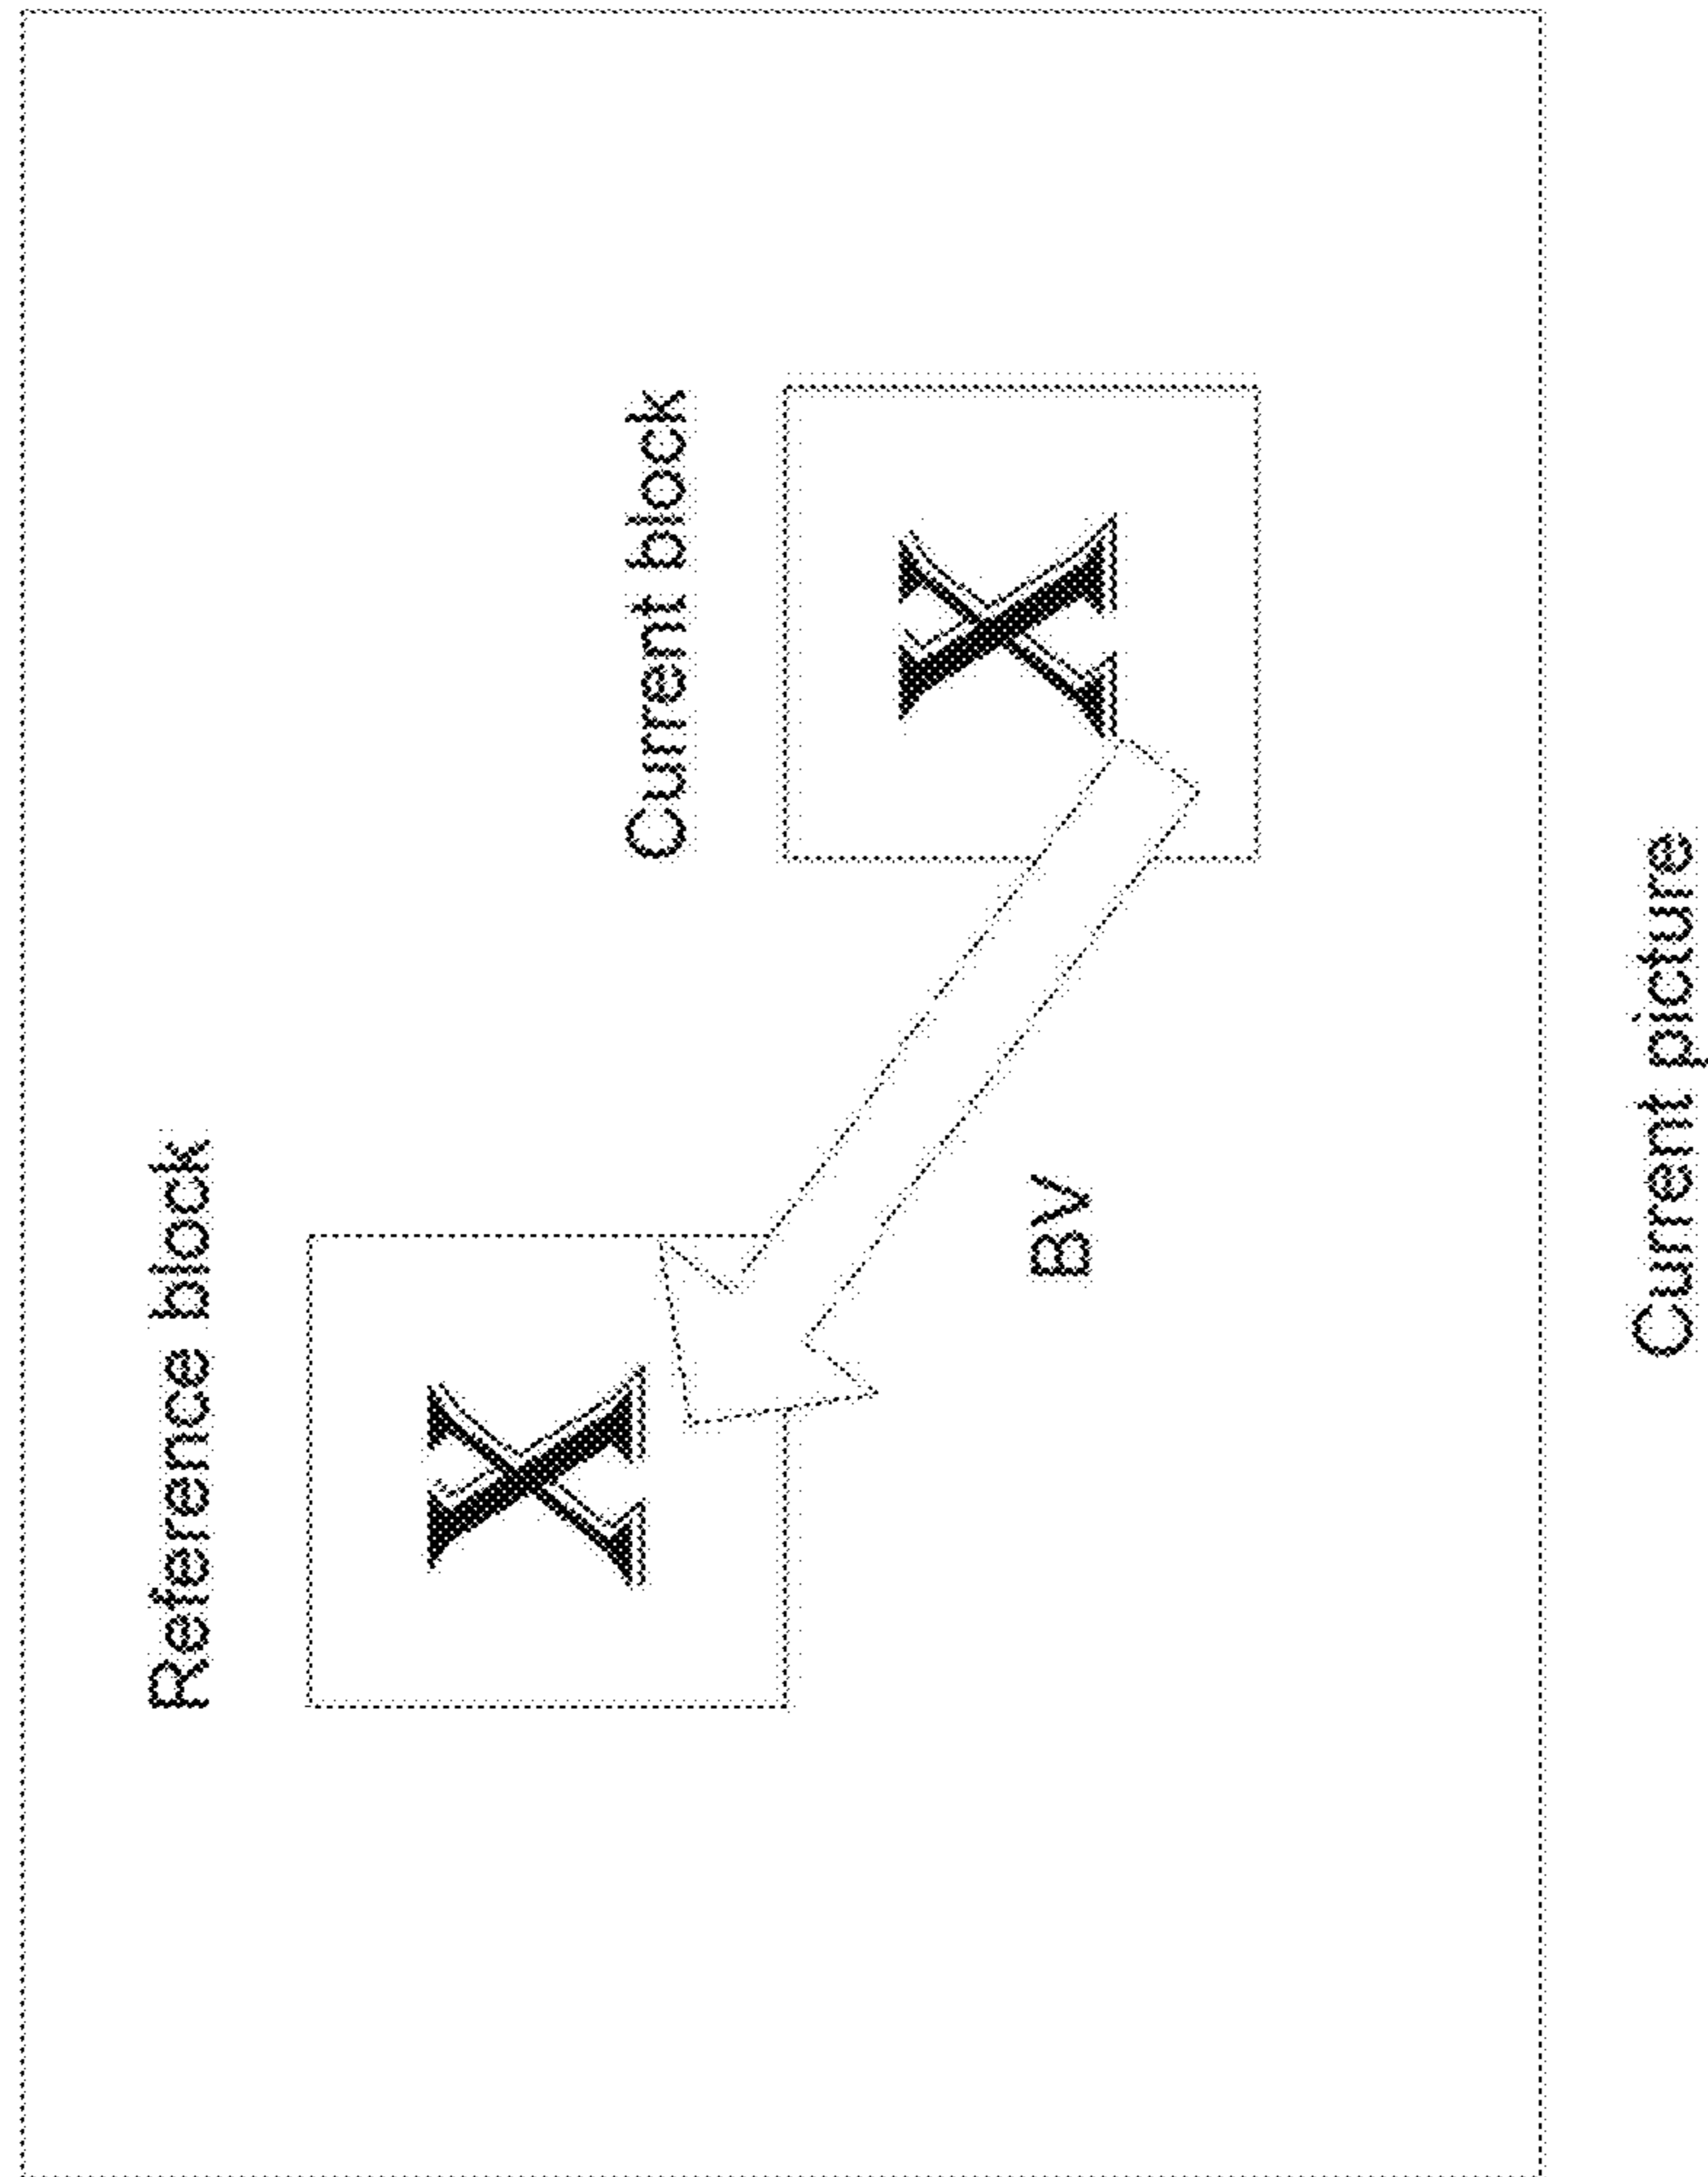 Reference block
X
Current block
X
BV
Current picture